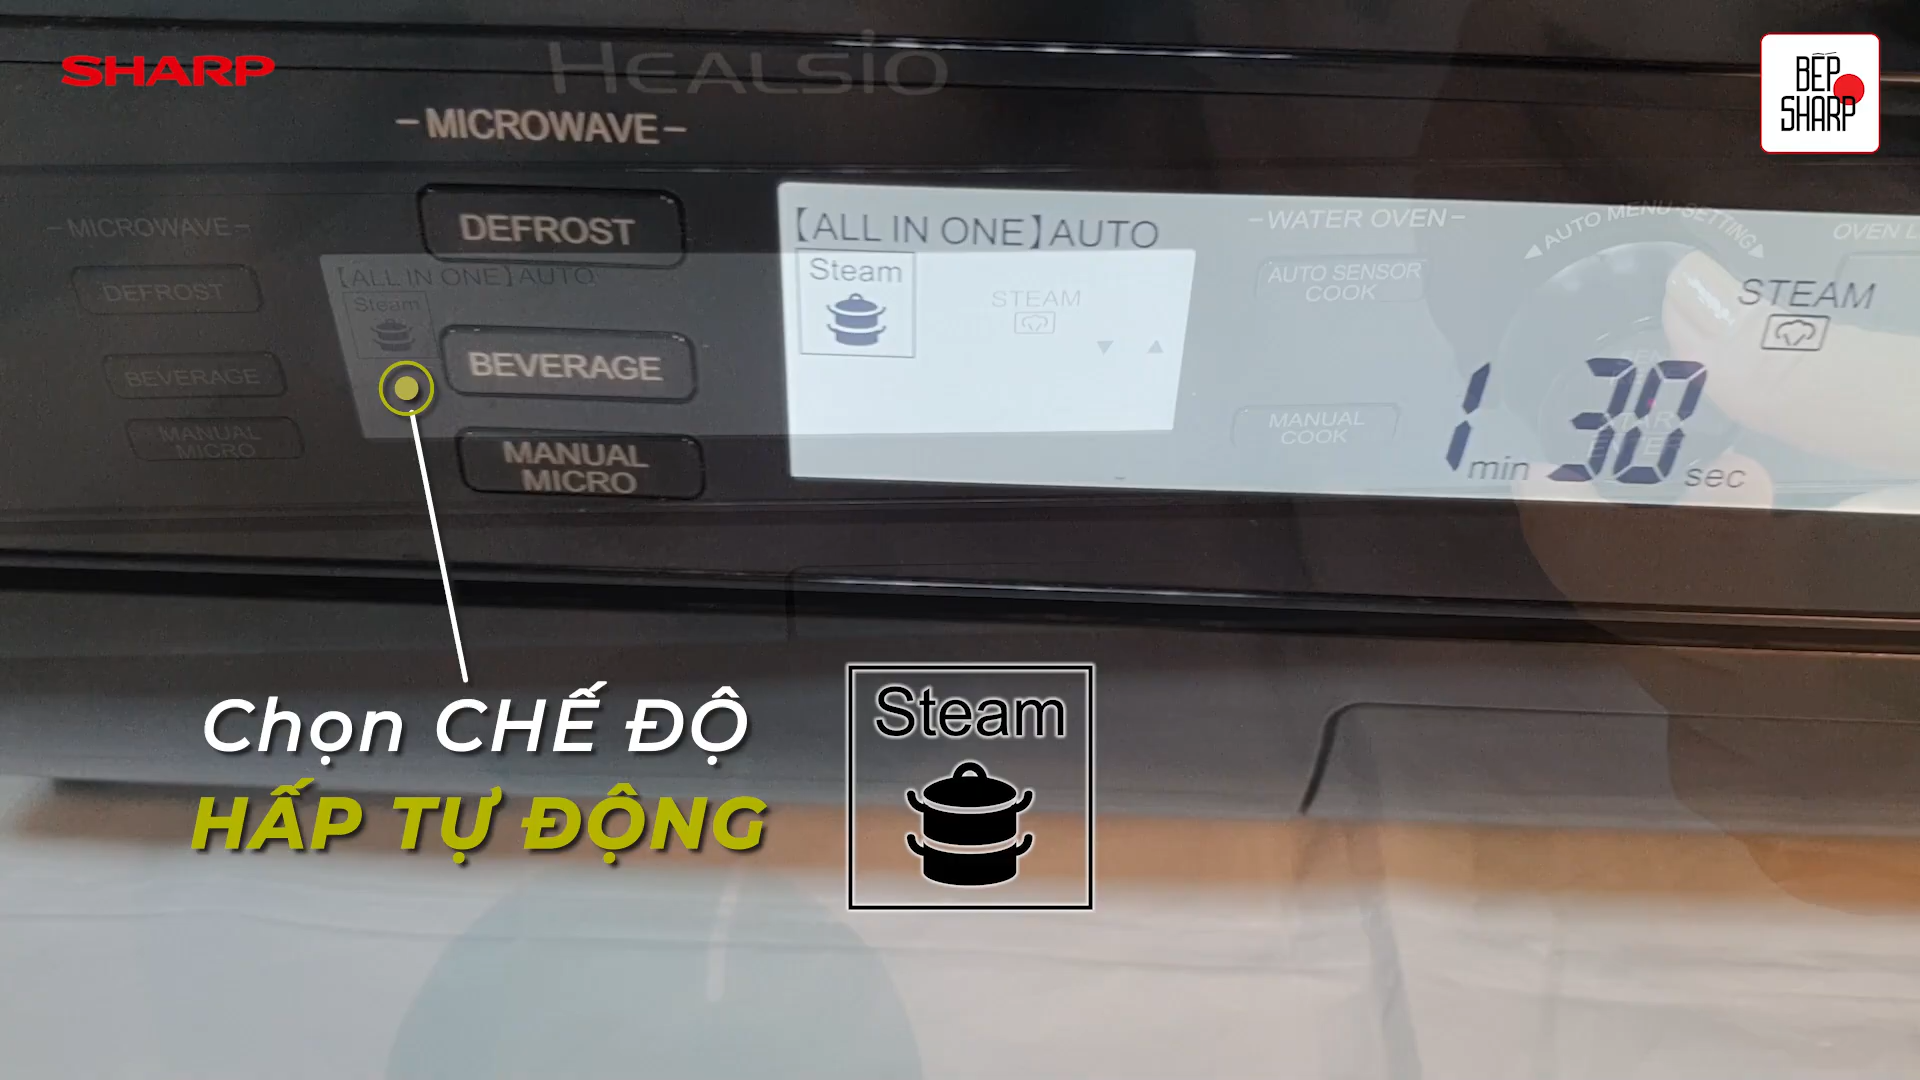 SHARP
BẾP
SHARP
HEALSIO
–MICROWAVE–
DEFROST
BEVERAGE
MANUAL
MICRO
【ALL IN ONE】AUTO
Steam
STEAM
1 min 30 sec
–MICROWAVE–
DEFROST
BEVERAGE
MANUAL
MICRO
【ALL IN ONE】AUTO
Steam
STEAM
–WATER OVEN–
AUTO SENSOR
COOK
MANUAL
COOK
◀ AUTO MENU·SETTING ▶
Chọn CHẾ ĐỘ
HẤP TỰ ĐỘNG
Steam